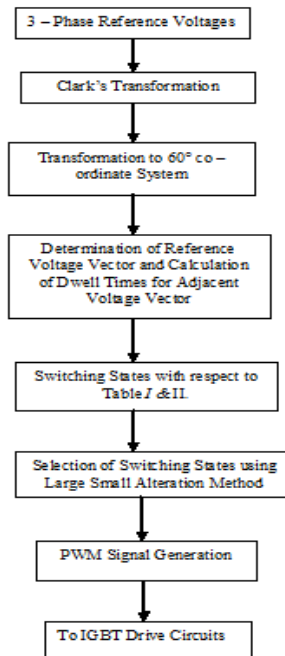 3 – Phase Reference Voltages
Clark's Transformation
Transformation to 60° co –
ordinate System
Determination of Reference
Voltage Vector and Calculation
of Dwell Times for Adjacent
Voltage Vector
Switching States with respect to
Table I & II.
Selection of Switching States using
Large Small Alteration Method
PWM Signal Generation
To IGBT Drive Circuits